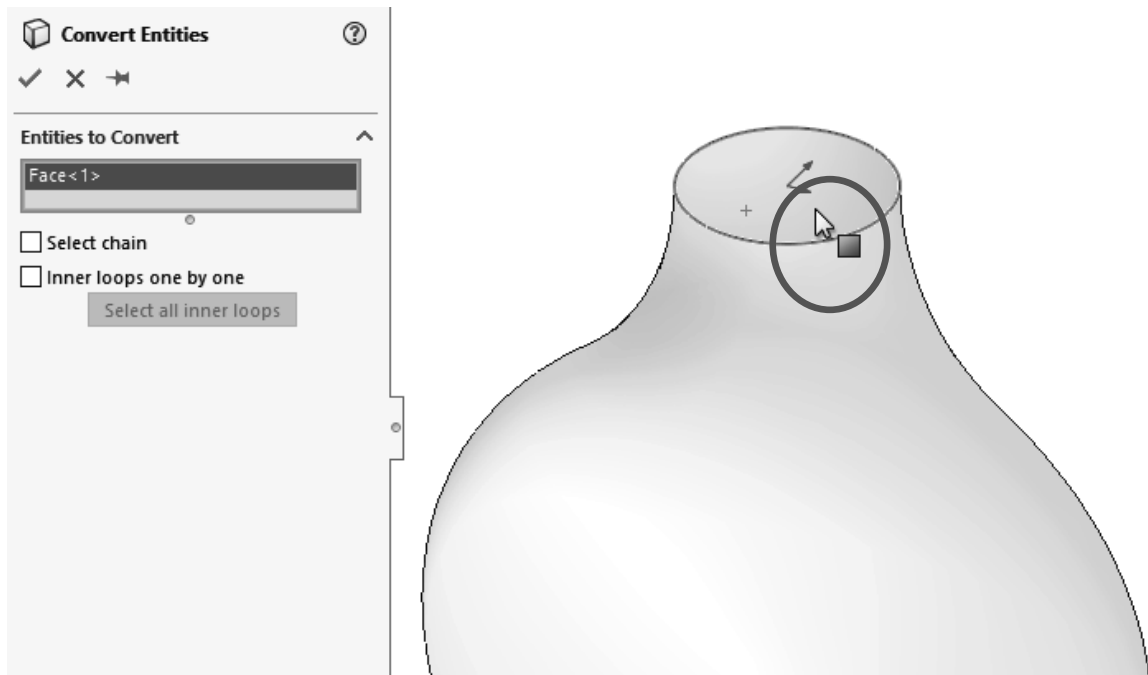 Convert Entities
Entities to Convert
Face<1>
Select chain
Inner loops one by one
Select all inner loops